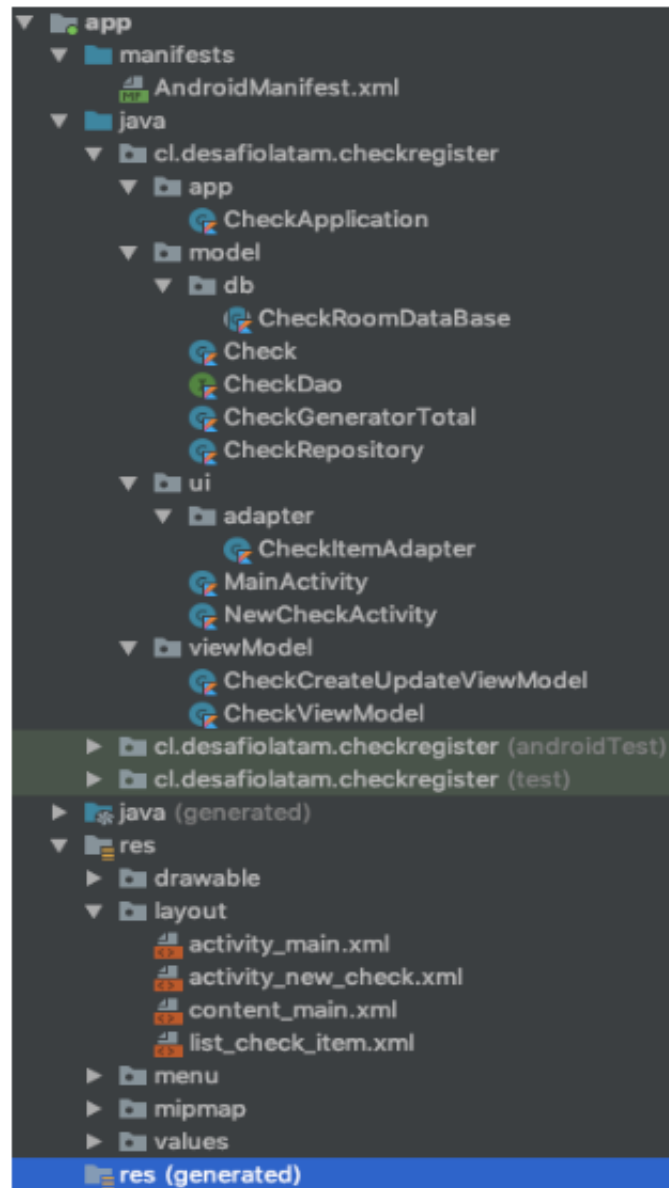 app
manifests
AndroidManifest.xml
java
cl.desafiolatam.checkregister
app
CheckApplication
model
db
CheckRoomDataBase
Check
CheckDao
CheckGeneratorTotal
CheckRepository
ui
adapter
CheckItemAdapter
MainActivity
NewCheckActivity
viewModel
CheckCreateUpdateViewModel
CheckViewModel
cl.desafiolatam.checkregister (androidTest)
cl.desafiolatam.checkregister (test)
java (generated)
res
drawable
layout
activity_main.xml
activity_new_check.xml
content_main.xml
list_check_item.xml
menu
mipmap
values
res (generated)